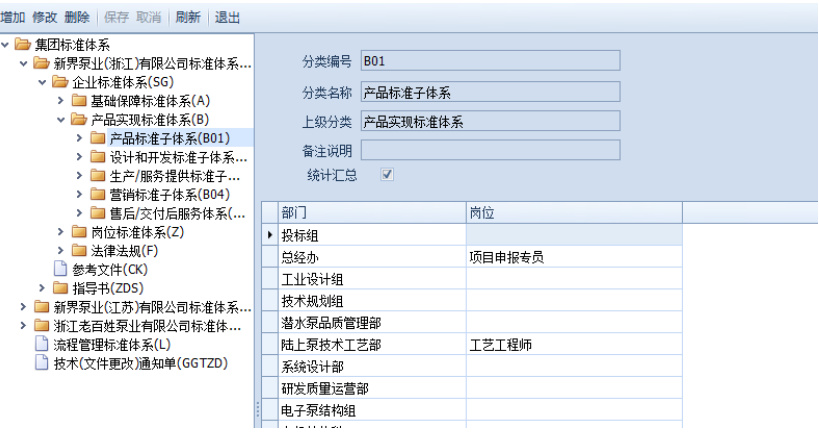 增加 修改 删除 保存 取消 刷新 退出
集团标准体系
新界泵业(浙江)有限公司标准体系...
企业标准体系(SG)
基础保障标准体系(A)
产品实现标准体系(B)
产品标准子体系(B01)
设计和开发标准子体系...
生产/服务提供标准子...
营销标准子体系(B04)
售后/交付后服务体系(...
岗位标准体系(Z)
法律法规(F)
参考文件(CK)
指导书(ZDS)
新界泵业(江苏)有限公司标准体系...
浙江老百姓泵业有限公司标准体...
流程管理标准体系(L)
技术(文件更改)通知单(GGTZD)
分类编号 B01
分类名称 产品标准子体系
上级分类 产品实现标准体系
备注说明
统计汇总
部门 岗位
投标组
总经办 项目申报专员
工业设计组
技术规划组
潜水泵品质管理部
陆上泵技术工艺部 工艺工程师
系统设计部
研发质量运营部
电子泵结构组